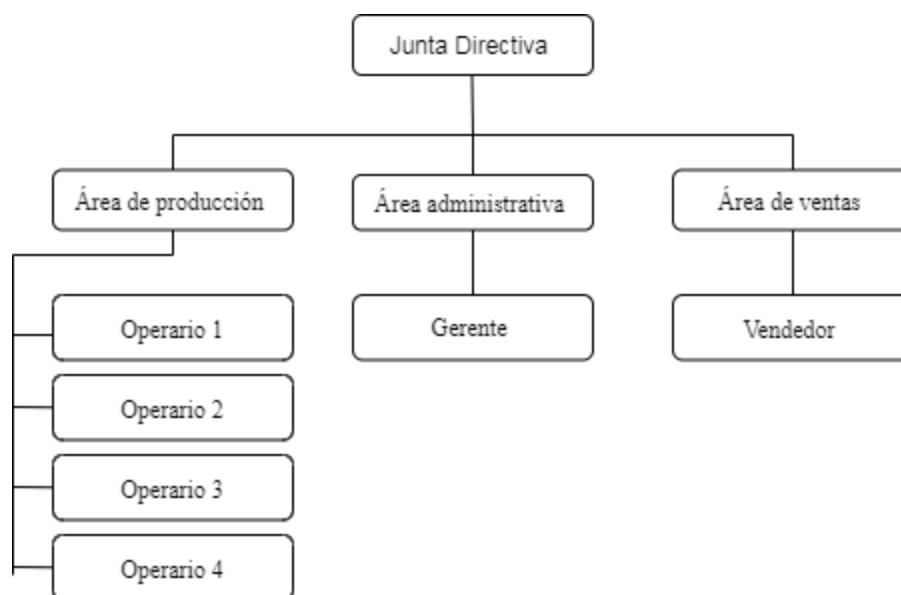 Junta Directiva
Área de producción
Área administrativa
Área de ventas
Operario 1
Gerente
Vendedor
Operario 2
Operario 3
Operario 4